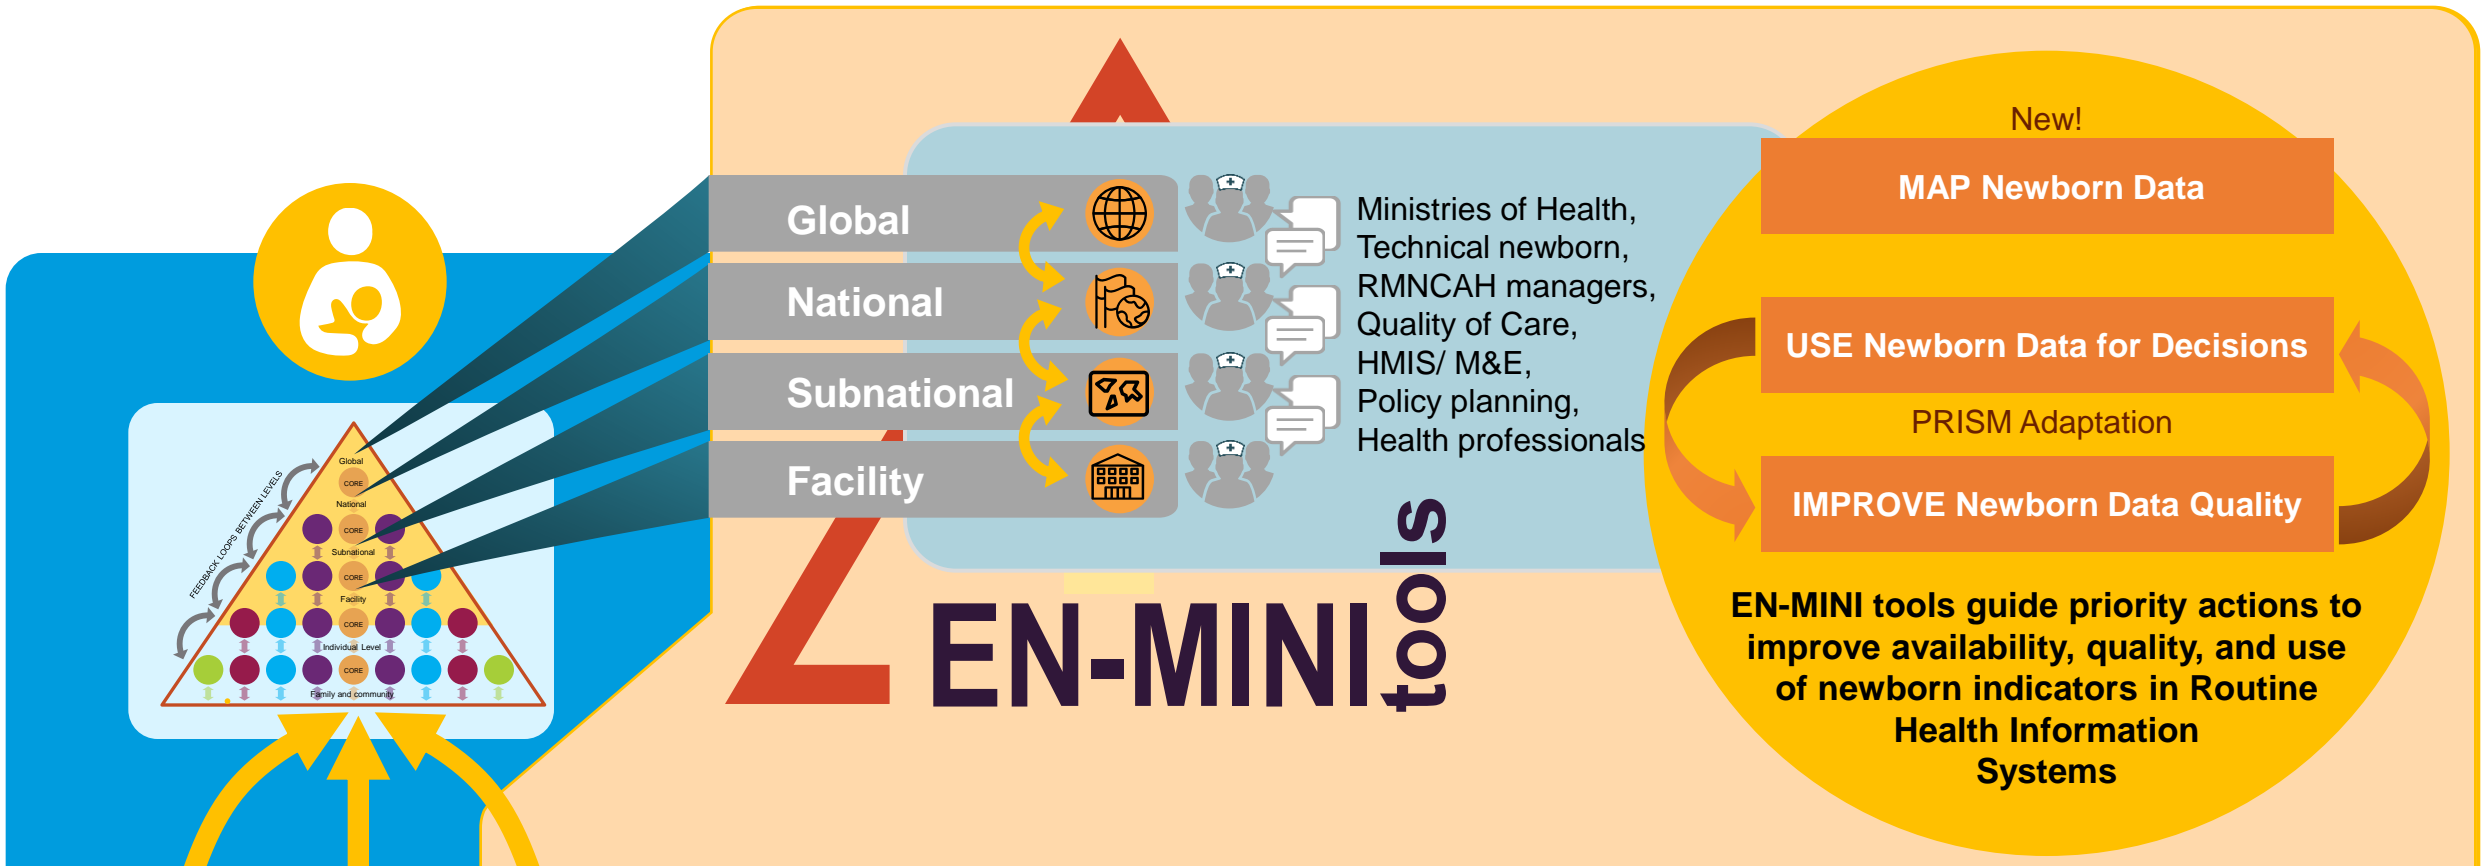 FEEDBACK LOOPS BETWEEN LEVELS
Global
CORE
National
CORE
Subnational
CORE
Facility
CORE
Individual Level
CORE
Family and community
Global
National
Subnational
Facility
Ministries of Health,
Technical newborn,
RMNCAH managers,
Quality of Care,
HMIS/ M&E,
Policy planning,
Health professionals
EN-MINI
tools
New!
MAP Newborn Data
USE Newborn Data for Decisions
PRISM Adaptation
IMPROVE Newborn Data Quality
EN-MINI tools guide priority actions to
improve availability, quality, and use
of newborn indicators in Routine
Health Information
Systems